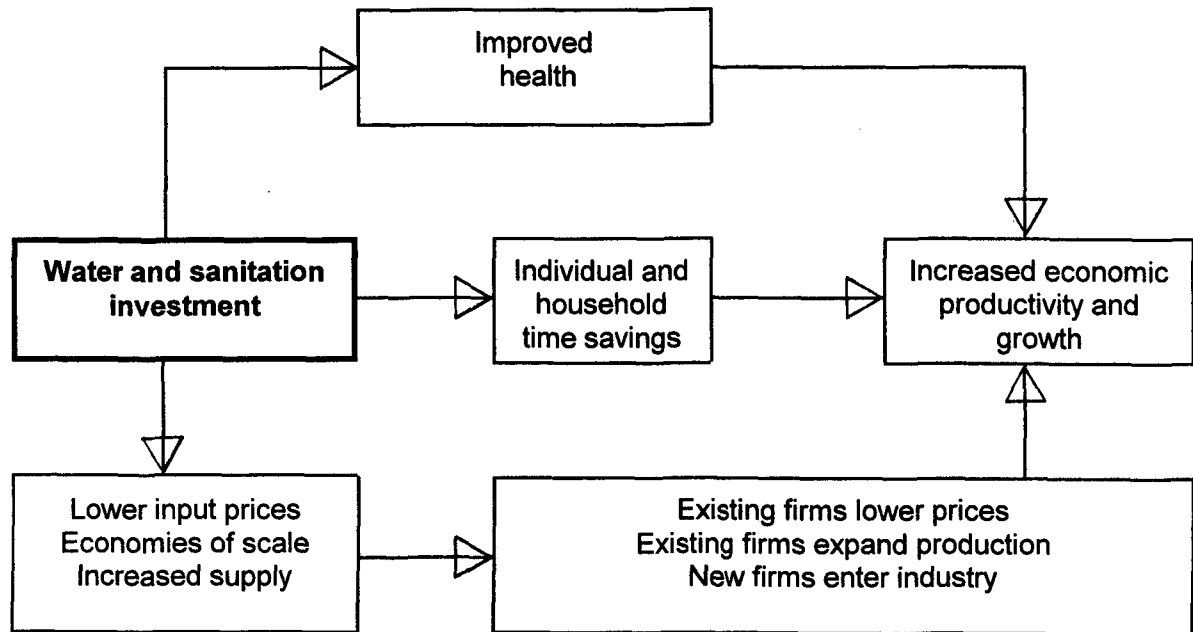 Improved
health
Water and sanitation
investment
Individual and
household
time savings
Increased economic
productivity and
growth
Lower input prices
Economies of scale
Increased supply
Existing firms lower prices
Existing firms expand production
New firms enter industry